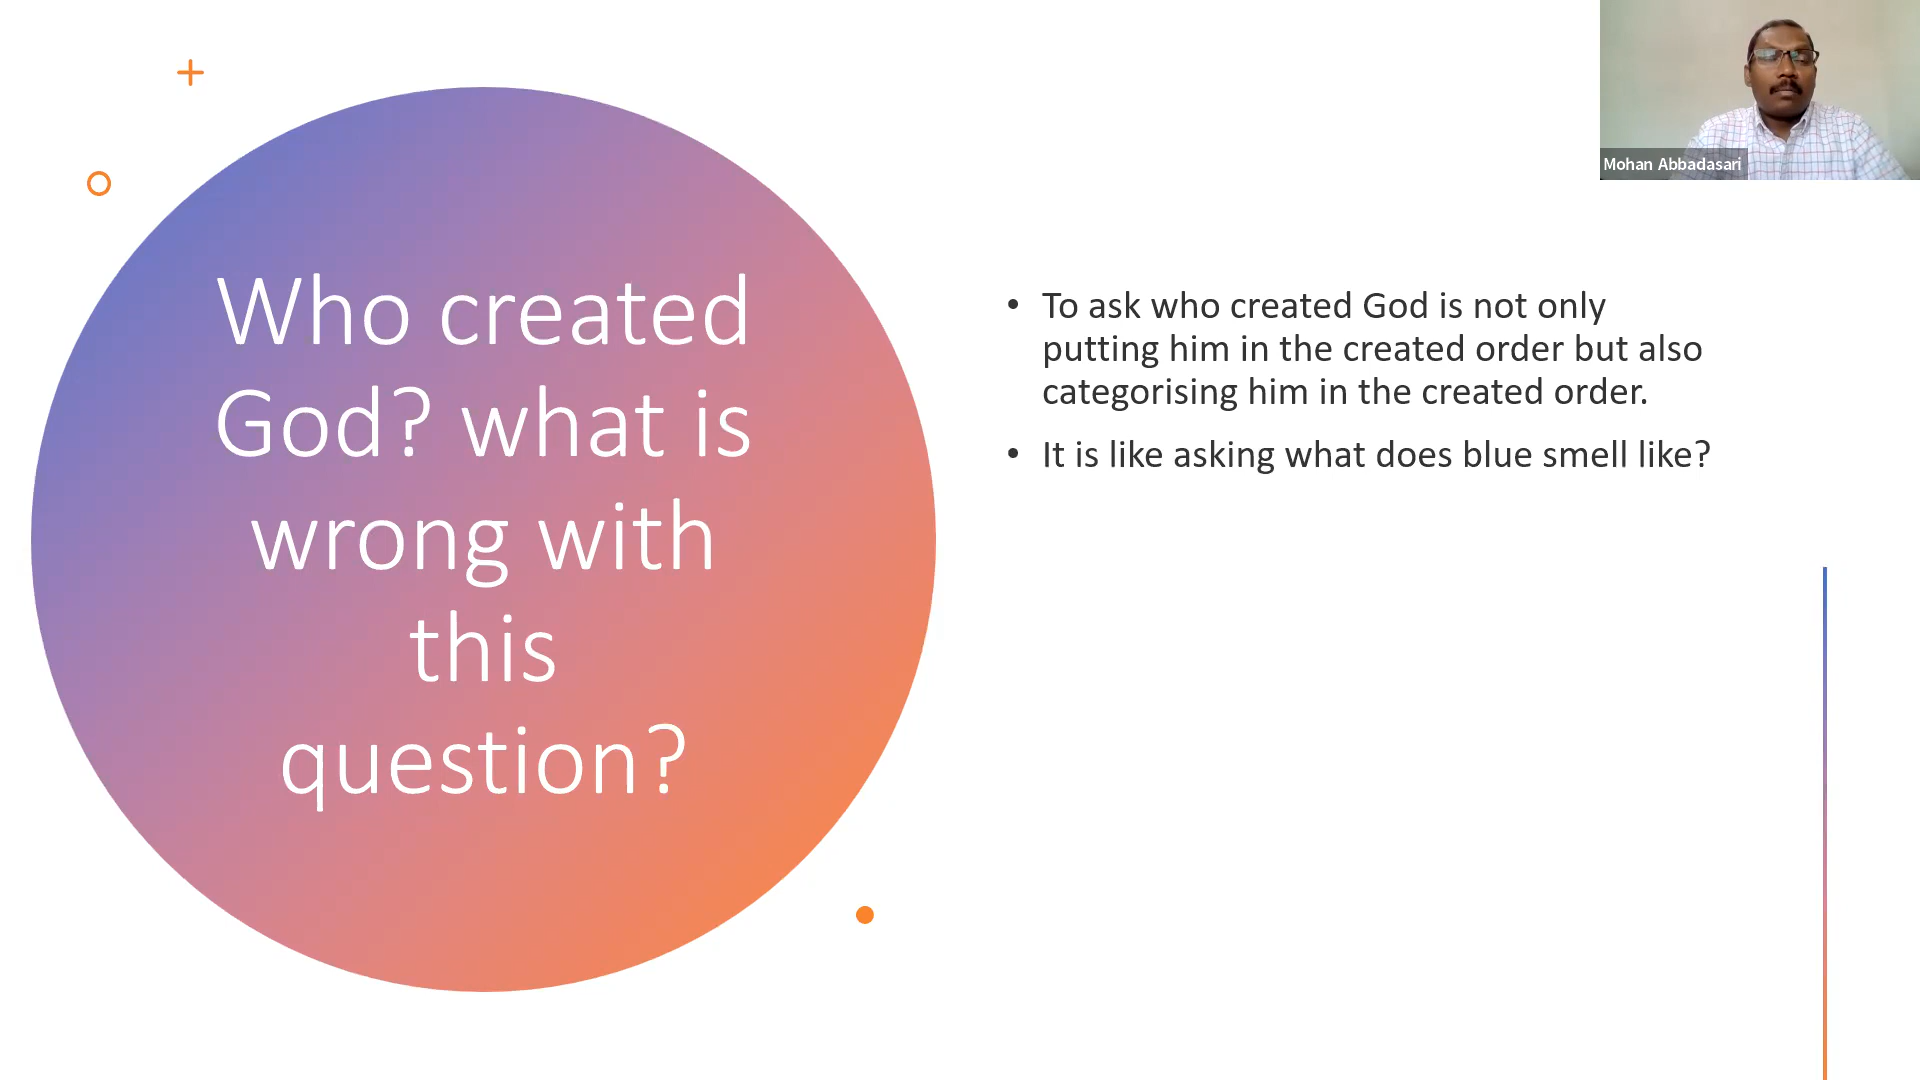 Who created
God? what is
wrong with
this
question?
• To ask who created God is not only
putting him in the created order but also
categorising him in the created order.
• It is like asking what does blue smell like?
Mohan Abbadasari